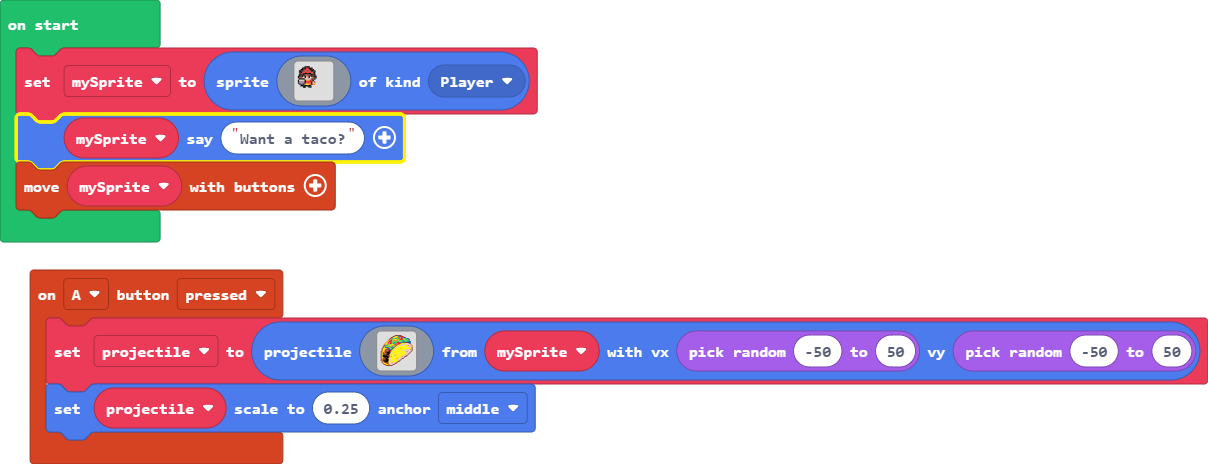 on start
set mySprite to sprite of kind Player
mySprite say "Want a taco?"
move mySprite with buttons
on A button pressed
set projectile to projectile from mySprite with vx pick random -50 to 50 vy pick random -50 to 50
set projectile scale to 0.25 anchor middle